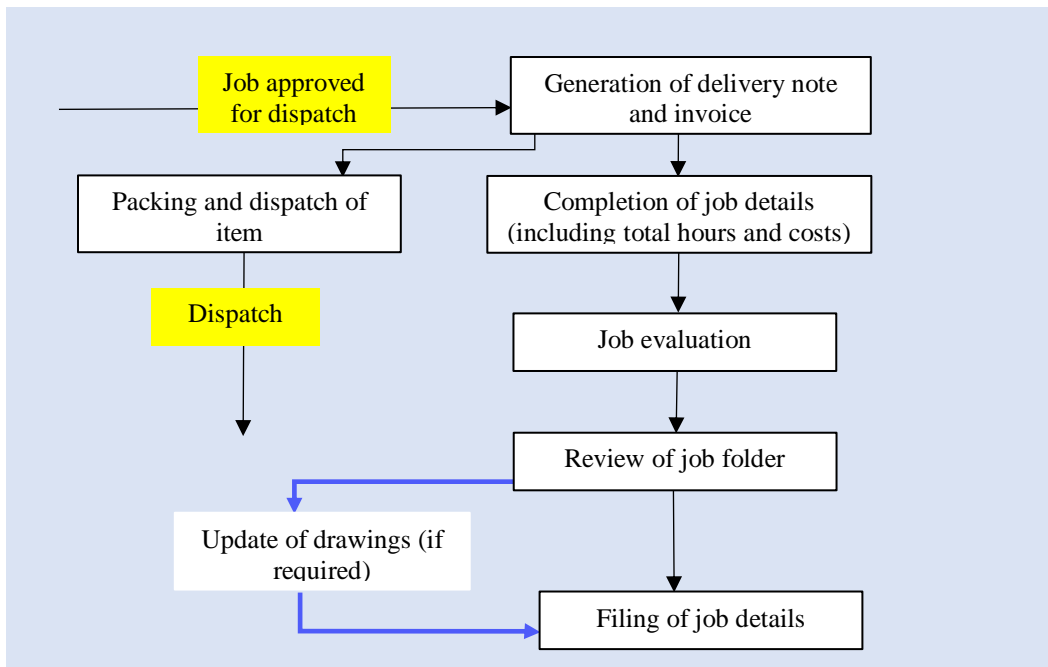 Job approved
for dispatch
Generation of delivery note
and invoice
Packing and dispatch of
item
Completion of job details
(including total hours and costs)
Dispatch
Job evaluation
Review of job folder
Update of drawings (if
required)
Filing of job details